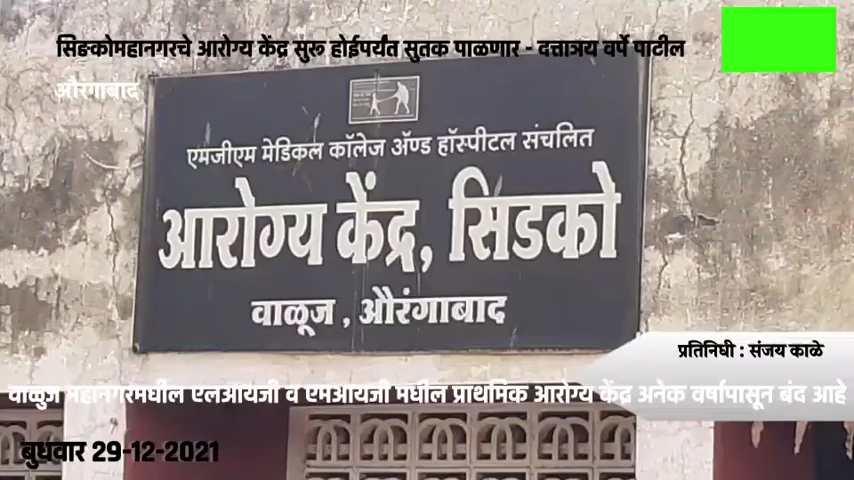 सिडकोमहानगरचे आरोग्य केंद्र सुरू होईपर्यंत सुतक पाळणार - दत्तात्रय वर्पे पाटील
औरंगाबाद
एमजीएम मेडिकल कॉलेज ॲण्ड हॉस्पीटल संचलित
आरोग्य केंद्र, सिडको
वाळूज , औरंगाबाद
प्रतिनिधी : संजय काळे
वाळुज महानगरमधील एलआयजी व एमआयजी मधील प्राथमिक आरोग्य केंद्र अनेक वर्षापासून बंद आहे
बुधवार 29-12-2021